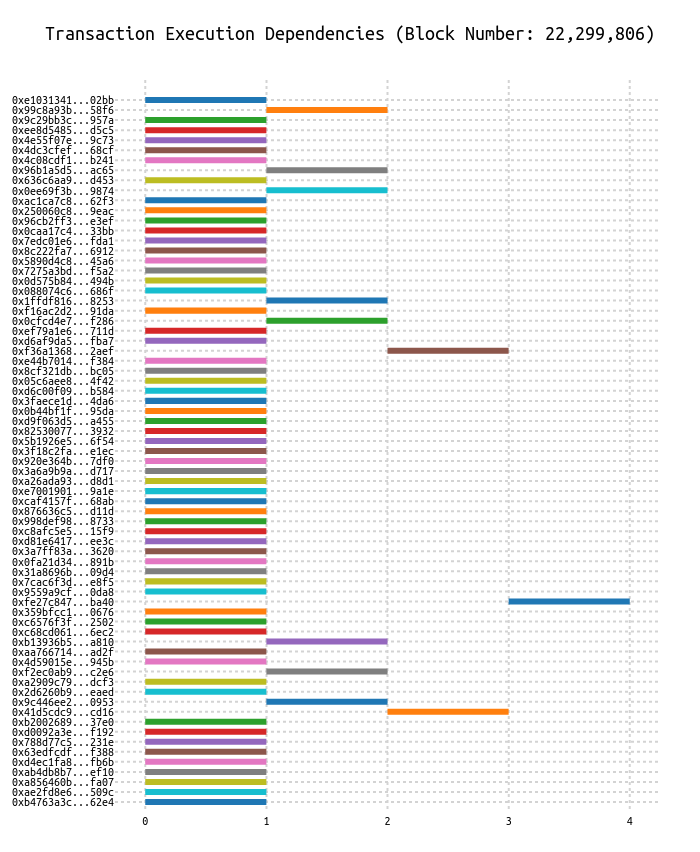 Transaction Execution Dependencies (Block Number: 22,299,806)
0xe1031341...02bb
0x99c8a93b...58f6
0x9c29bb3c...957a
0xee8d5485...d5c5
0x4e55f07e...9c73
0x4dc3cfef...68cf
0x4c08cdf1...b241
0x96b1a5d5...ac65
0x636c6aa9...d453
0x0ee69f3b...9874
0xac1ca7c8...62f3
0x250060c8...9eac
0x96cb2ff3...e3ef
0x0caa17c4...33bb
0x7edc01e6...fda1
0x8c222fa7...6912
0x5890d4c8...45a6
0x7275a3bd...f5a2
0x0d575b84...494b
0x088074c6...686f
0x1ffdf816...8253
0xf16ac2d2...91da
0x0cfcd4e7...f286
0xef79a1e6...711d
0xd6af9da5...fba7
0xf36a1368...2aef
0xe44b7014...f384
0x8cf321db...bc05
0x05c6aee8...4f42
0xd6c00f09...b584
0x3faece1d...4da6
0x0b44bf1f...95da
0xd9f063d5...a455
0x82530077...3932
0x5b1926e5...6f54
0x3f18c2fa...e1ec
0x920e364b...7df0
0x3a6a9b9a...d717
0xa26ada93...d8d1
0xe7001901...9a1e
0xcaf4157f...68ab
0x876636c5...d11d
0x998def98...8733
0xc8afc5e5...15f9
0xd81e6417...ee3c
0x3a7ff83a...3620
0x0fa21d34...891b
0x31a8696b...09d4
0x7cac6f3d...e8f5
0x9559a9cf...0da8
0xfe27c847...ba40
0x359bfcc1...0676
0xc6576f3f...2502
0xc68cd061...6ec2
0xb13936b5...a810
0xaa766714...ad2f
0x4d59015e...945b
0xf2ec0ab9...c2e6
0xa2909c79...dcf3
0x2d6260b9...eaed
0x9c446ee2...0953
0x41d5cdc9...cd16
0xb2002689...37e0
0xd0092a3e...f192
0x788d77c5...231e
0x63edfcdf...f388
0xd4ec1fa8...fb6b
0xab4db8b7...ef10
0xa856460b...fa07
0xae2fd8e6...509c
0xb4763a3c...62e4
0 1 2 3 4